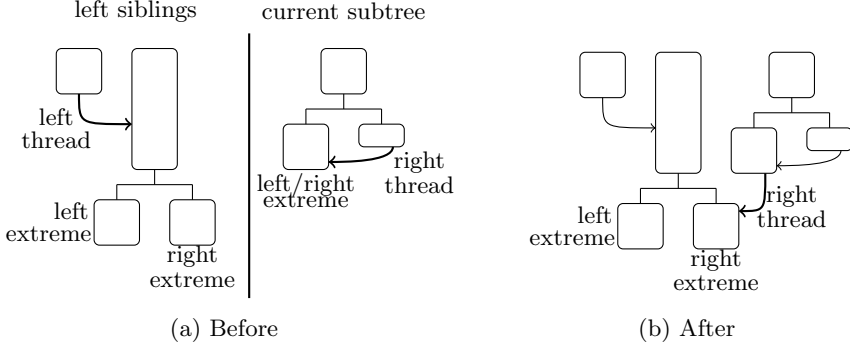 left siblings
current subtree
left
thread
left
extreme
right
extreme
left/right
extreme
right
thread
left
extreme
right
extreme
right
thread
(a) Before
(b) After